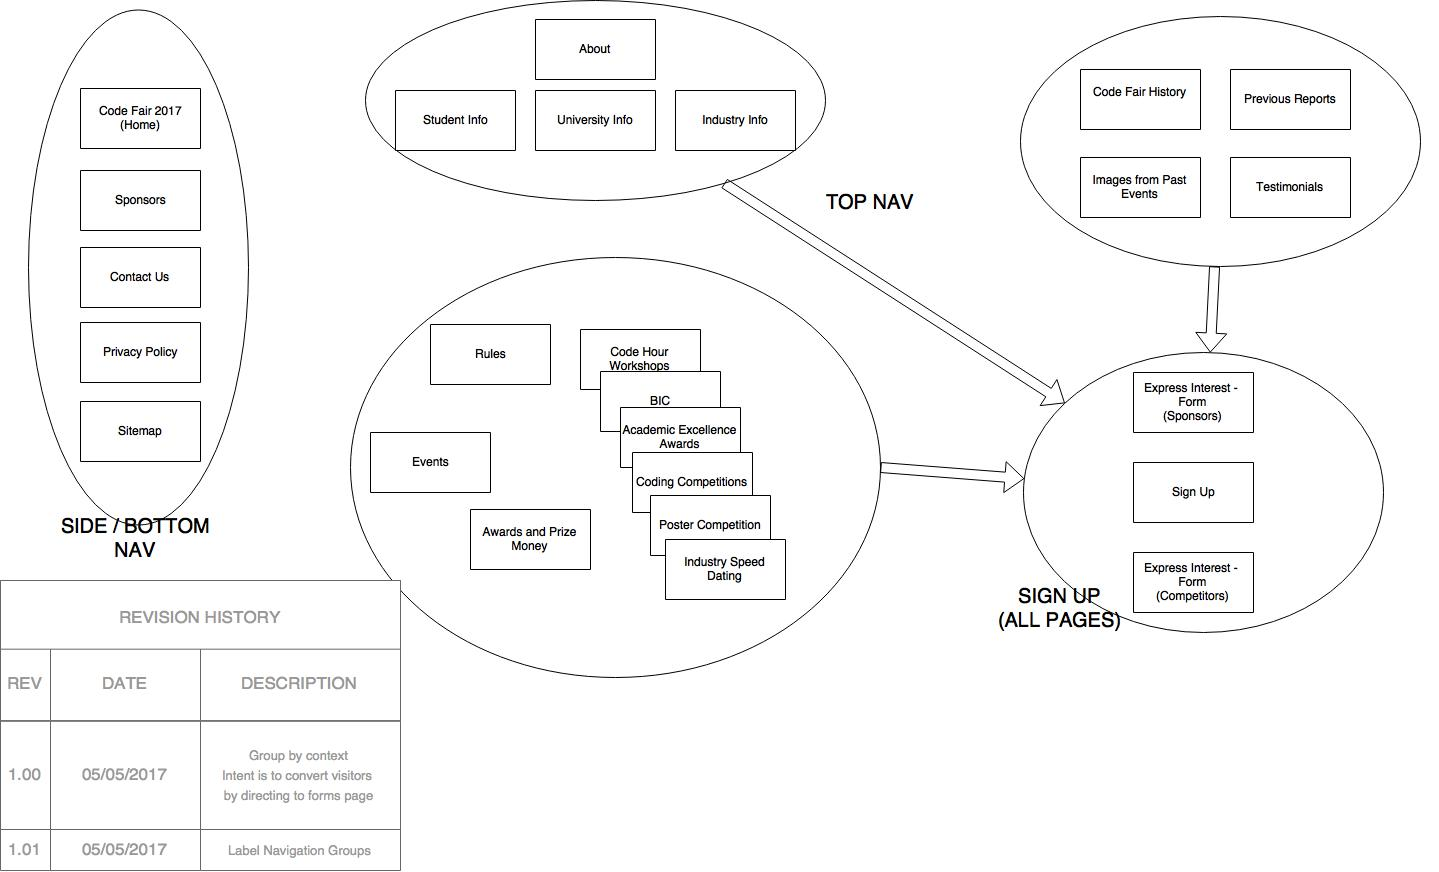 Code Fair 2017
(Home)
Sponsors
Contact Us
Privacy Policy
Sitemap
SIDE / BOTTOM
NAV
About
Student Info
University Info
Industry Info
TOP NAV
Code Fair History
Previous Reports
Images from Past
Events
Testimonials
Rules
Events
Awards and Prize
Money
Code Hour
Workshops
BIC
Academic Excellence
Awards
Coding Competitions
Poster Competition
Industry Speed
Dating
Express Interest -
Form
(Sponsors)
Sign Up
Express Interest -
Form
(Competitors)
SIGN UP
(ALL PAGES)
REVISION HISTORY
REV DATE DESCRIPTION
1.00 05/05/2017 Group by context
Intent is to convert visitors
by directing to forms page
1.01 05/05/2017 Label Navigation Groups